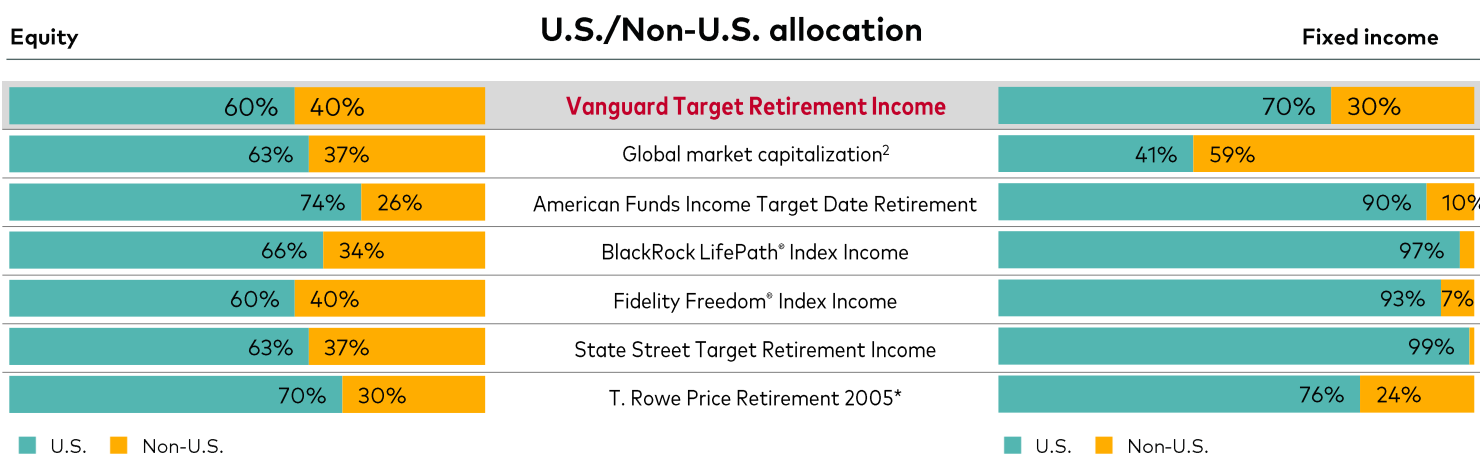 U.S./Non-U.S. allocation
Equity Fixed income
60% 40% Vanguard Target Retirement Income 70% 30%
63% 37% Global market capitalization² 41% 59%
74% 26% American Funds Income Target Date Retirement 90% 10%
66% 34% BlackRock LifePath® Index Income 97%
60% 40% Fidelity Freedom® Index Income 93% 7%
63% 37% State Street Target Retirement Income 99%
70% 30% T. Rowe Price Retirement 2005* 76% 24%
U.S. Non-U.S. U.S. Non-U.S.